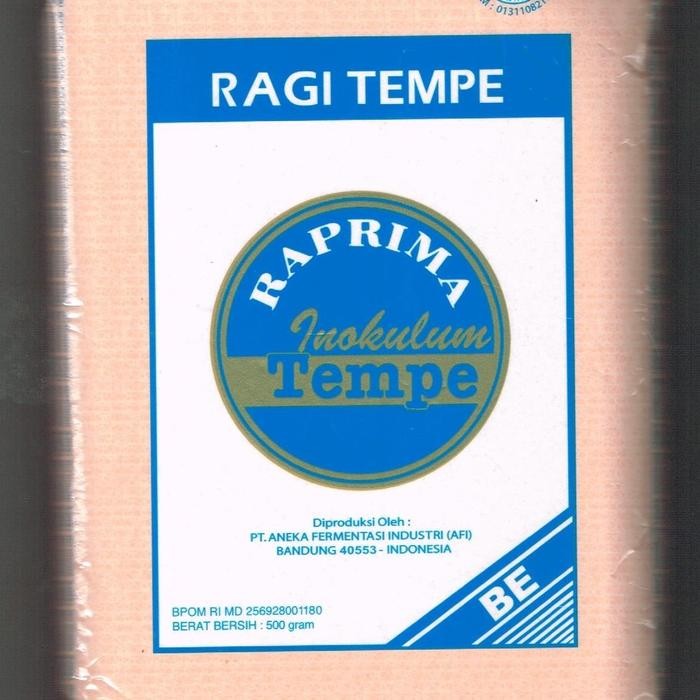 RAGI TEMPE
RAPRIMA
Inokulum
Tempe
Diproduksi Oleh :
PT. ANEKA FERMENTASI INDUSTRI (AFI)
BANDUNG 40553 - INDONESIA
BE
BPOM RI MD 256928001180
BERAT BERSIH : 500 gram